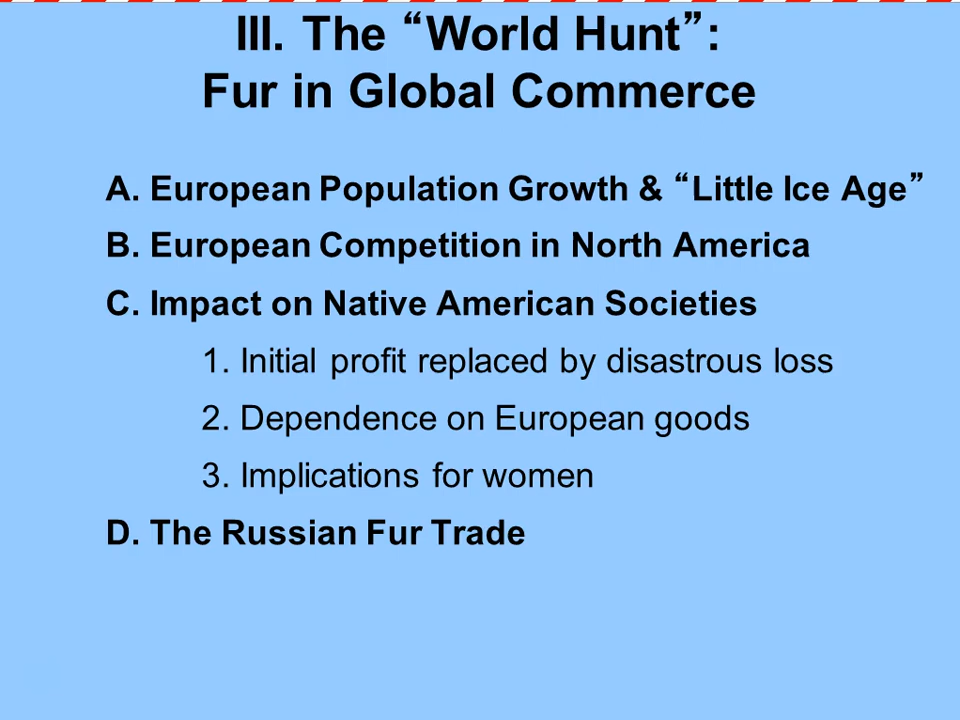 III. The “World Hunt”:
Fur in Global Commerce
A. European Population Growth & “Little Ice Age”
B. European Competition in North America
C. Impact on Native American Societies
1. Initial profit replaced by disastrous loss
2. Dependence on European goods
3. Implications for women
D. The Russian Fur Trade